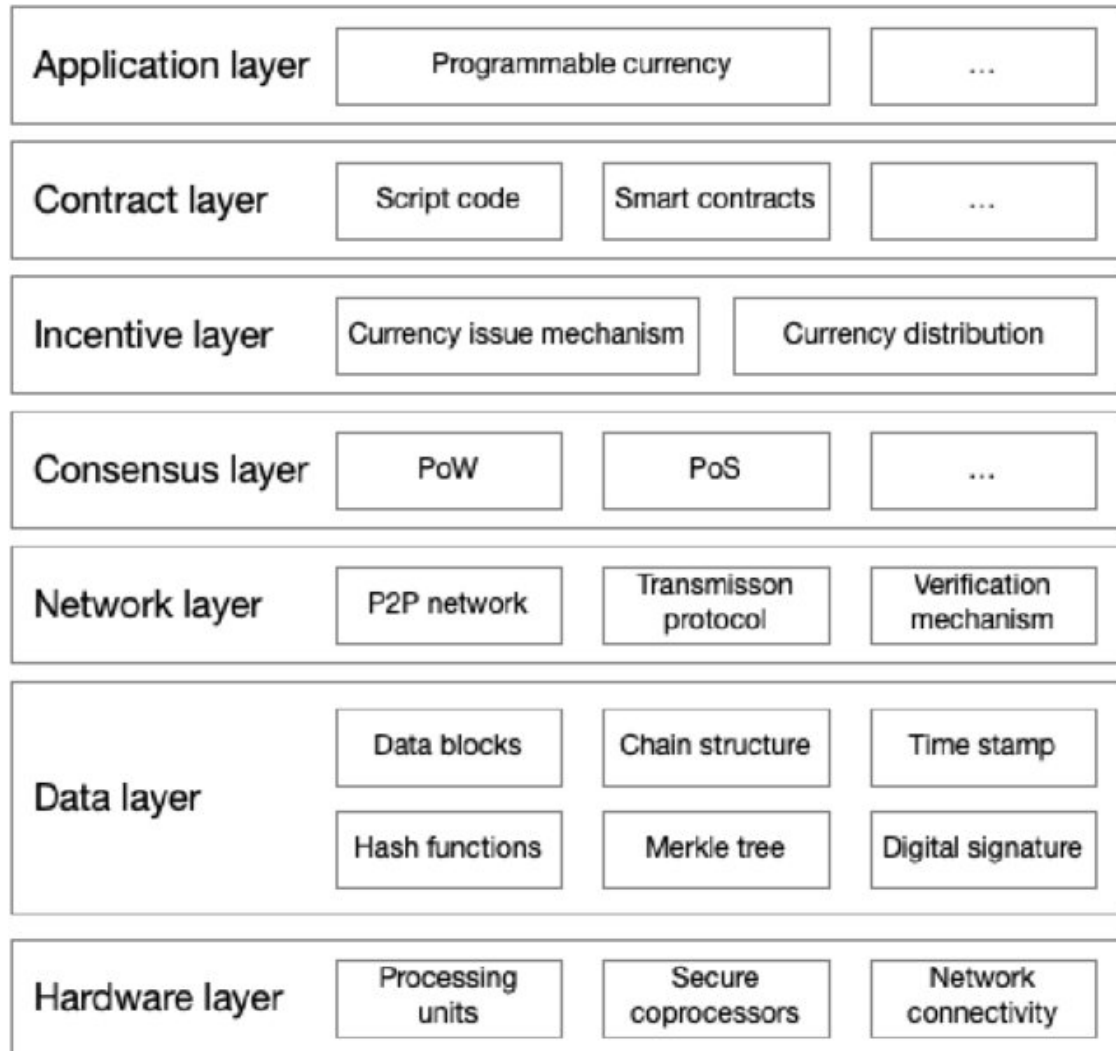 Application layer
Programmable currency
...
Contract layer
Script code
Smart contracts
...
Incentive layer
Currency issue mechanism
Currency distribution
Consensus layer
PoW
PoS
...
Network layer
P2P network
Transmisson
protocol
Verification
mechanism
Data layer
Data blocks
Chain structure
Time stamp
Hash functions
Merkle tree
Digital signature
Hardware layer
Processing
units
Secure
coprocessors
Network
connectivity